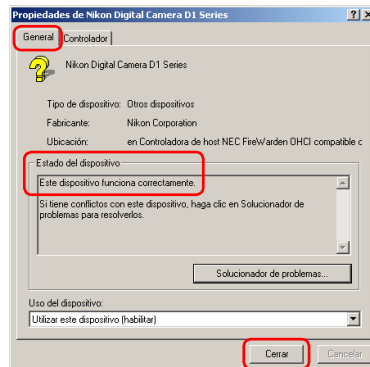 Propiedades de Nikon Digital Camera D1 Series
General Controlador
Nikon Digital Camera D1 Series
Tipo de dispositivo: Otros dispositivos
Fabricante: Nikon Corporation
Ubicación: en Controladora de host NEC FireWarden OHCI compatible c
Estado del dispositivo
Este dispositivo funciona correctamente.
Si tiene conflictos con este dispositivo, haga clic en Solucionador de
problemas para resolverlos.
Solucionador de problemas...
Uso del dispositivo:
Utilizar este dispositivo (habilitar)
Cerrar Cancelar